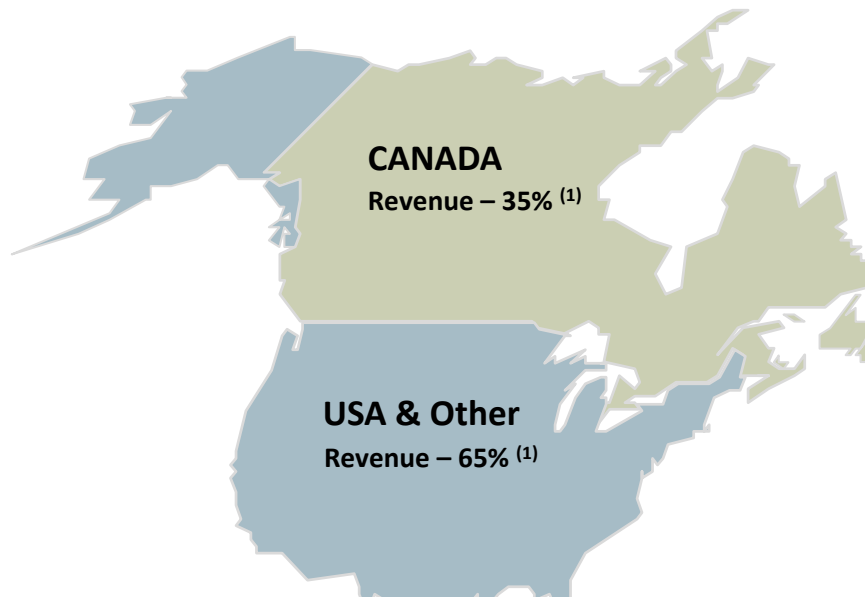 CANADA
Revenue – 35% (1)
USA & Other
Revenue – 65% (1)